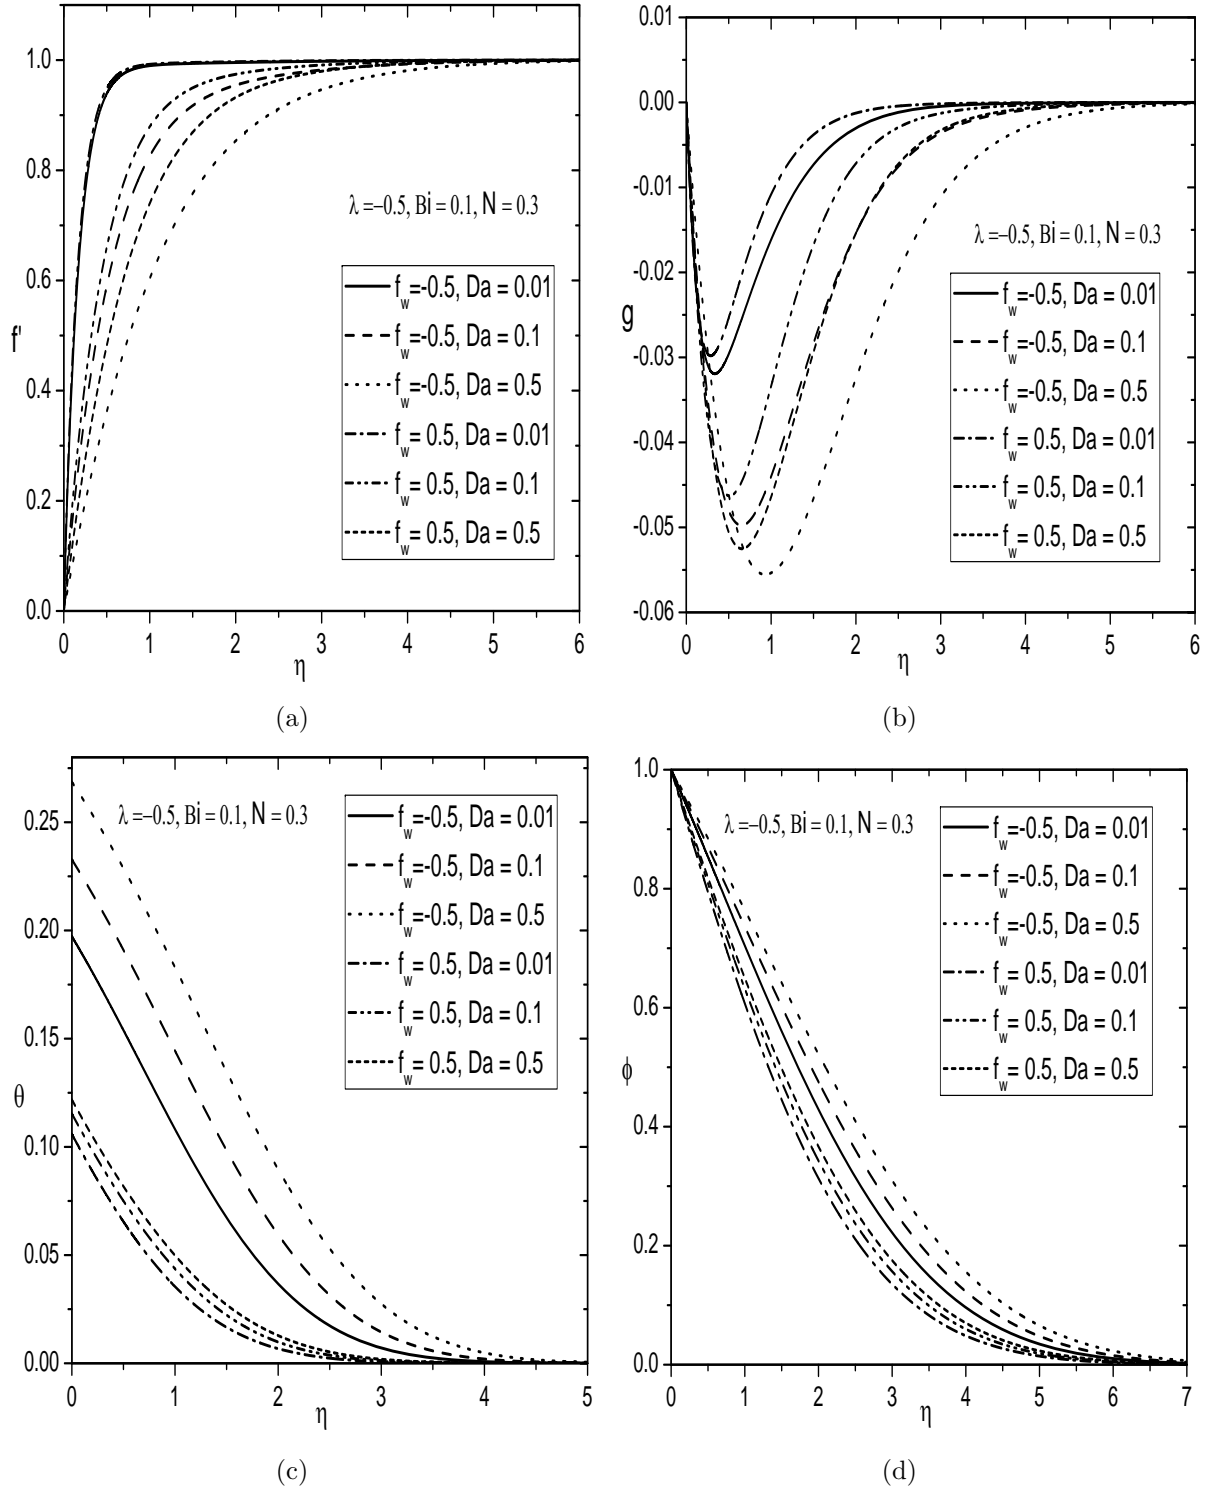 1.0
0.8
0.6
0.4
0.2
0.0
f'
λ =–0.5, Bi = 0.1, N = 0.3
f_w=-0.5, Da = 0.01
f_w=-0.5, Da = 0.1
f_w=-0.5, Da = 0.5
f_w= 0.5, Da = 0.01
f_w= 0.5, Da = 0.1
f_w= 0.5, Da = 0.5
0 1 2 3 4 5 6
η
(a)
0.01
0.00
-0.01
-0.02
-0.03
-0.04
-0.05
-0.06
g
λ =–0.5, Bi = 0.1, N = 0.3
f_w=-0.5, Da = 0.01
f_w=-0.5, Da = 0.1
f_w=-0.5, Da = 0.5
f_w= 0.5, Da = 0.01
f_w= 0.5, Da = 0.1
f_w= 0.5, Da = 0.5
0 1 2 3 4 5 6
η
(b)
0.25
0.20
0.15
0.10
0.05
0.00
θ
λ =–0.5, Bi = 0.1, N = 0.3
f_w=-0.5, Da = 0.01
f_w=-0.5, Da = 0.1
f_w=-0.5, Da = 0.5
f_w= 0.5, Da = 0.01
f_w= 0.5, Da = 0.1
f_w= 0.5, Da = 0.5
0 1 2 3 4 5
η
(c)
1.0
0.8
0.6
0.4
0.2
0.0
ϕ
λ =–0.5, Bi = 0.1, N = 0.3
f_w=-0.5, Da = 0.01
f_w=-0.5, Da = 0.1
f_w=-0.5, Da = 0.5
f_w= 0.5, Da = 0.01
f_w= 0.5, Da = 0.1
f_w= 0.5, Da = 0.5
0 1 2 3 4 5 6 7
η
(d)